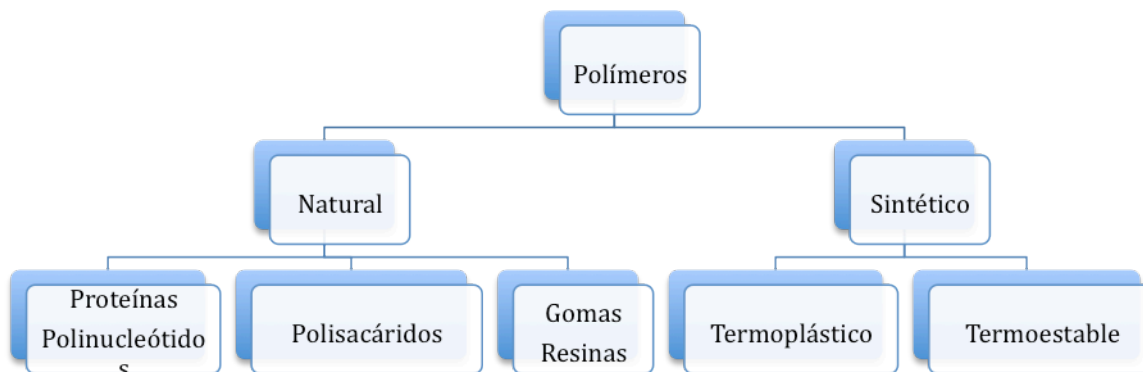 Polímeros
Natural
Sintético
Proteínas
Polinucleótido
s
Polisacáridos
Gomas
Resinas
Termoplástico
Termoestable